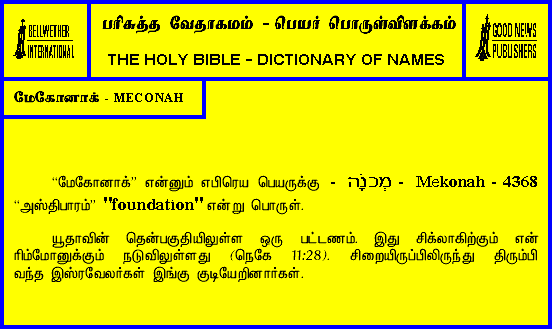 BELLWETHER
INTERNATIONAL
பரிசுத்த வேதாகமம் - பெயர் பொருள்விளக்கம்
THE HOLY BIBLE - DICTIONARY OF NAMES
GOOD NEWS
PUBLISHERS
மேகோனாக் - MECONAH
“மேகோனாக்” என்னும் எபிரெய பெயருக்கு - מְכֹנָה - Mekonah - 4368
“அஸ்திபாரம்” "foundation" என்று பொருள்.
யூதாவின் தென்பகுதியிலுள்ள ஒரு பட்டணம். இது சிக்லாகிற்கும் என்
ரிம்மோனுக்கும் நடுவிலுள்ளது (நெகே 11:28). சிறையிருப்பிலிருந்து திரும்பி
வந்த இஸ்ரவேலர்கள் இங்கு குடியேறினார்கள்.